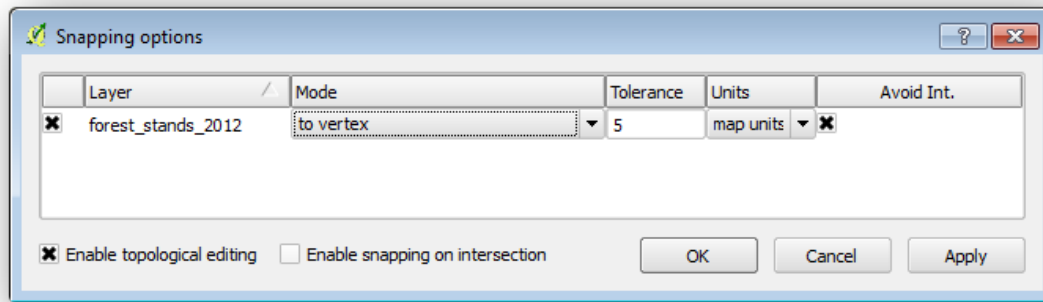 Snapping options
Layer Mode Tolerance Units Avoid Int.
forest_stands_2012 to vertex 5 map units
Enable topological editing Enable snapping on intersection OK Cancel Apply